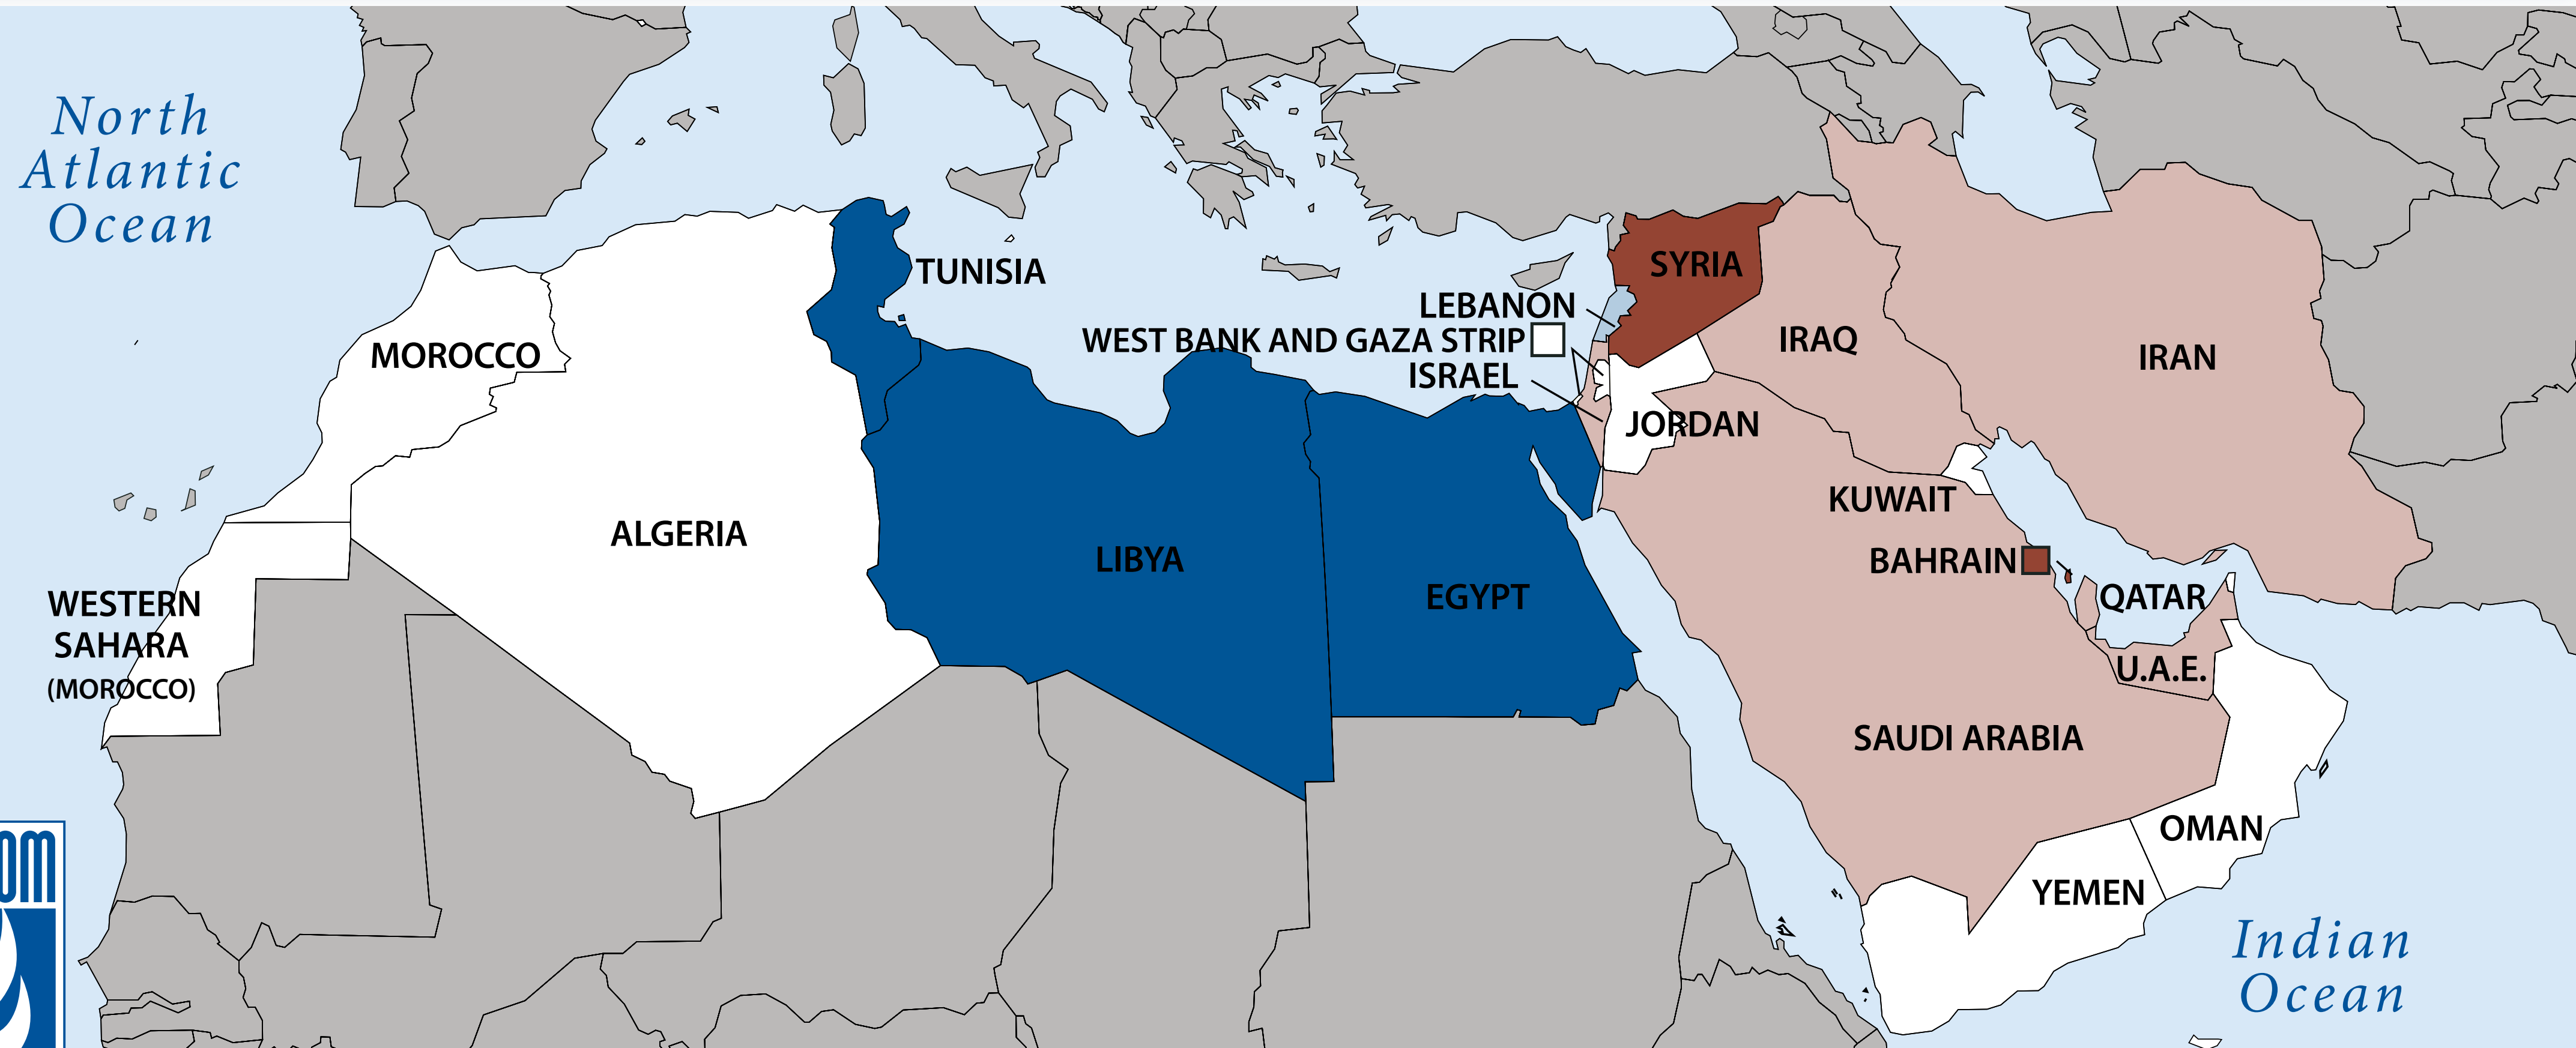 North
Atlantic
Ocean
TUNISIA
SYRIA
LEBANON
WEST BANK AND GAZA STRIP
ISRAEL
MOROCCO
IRAQ
IRAN
JORDAN
KUWAIT
ALGERIA
LIBYA
EGYPT
BAHRAIN
QATAR
WESTERN
SAHARA
(MOROCCO)
U.A.E.
SAUDI ARABIA
OMAN
YEMEN
Indian
Ocean